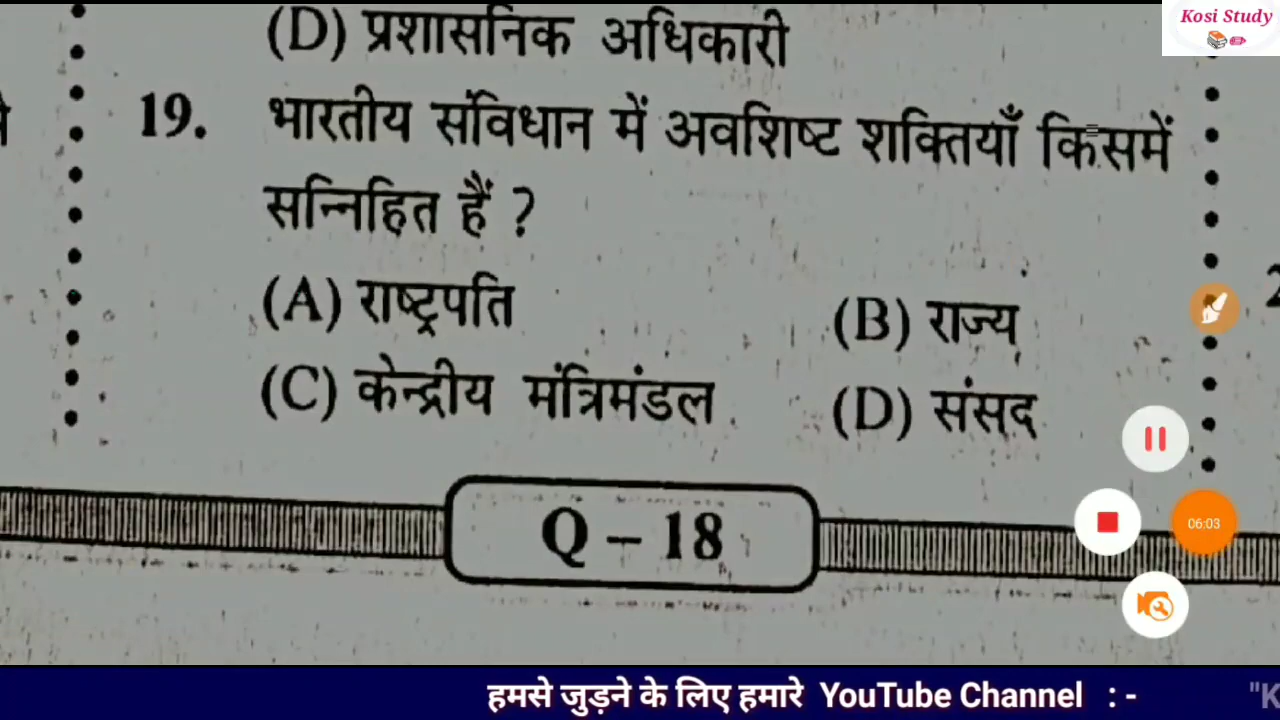 Kosi Study
(D) प्रशासनिक अधिकारी
19. भारतीय संविधान में अवशिष्ट शक्तियाँ किसमें
सन्निहित हैं ?
(A) राष्ट्रपति (B) राज्य
(C) केन्द्रीय मंत्रिमंडल (D) संसद
06:03
Q – 18
हमसे जुड़ने के लिए हमारे YouTube Channel : - "K